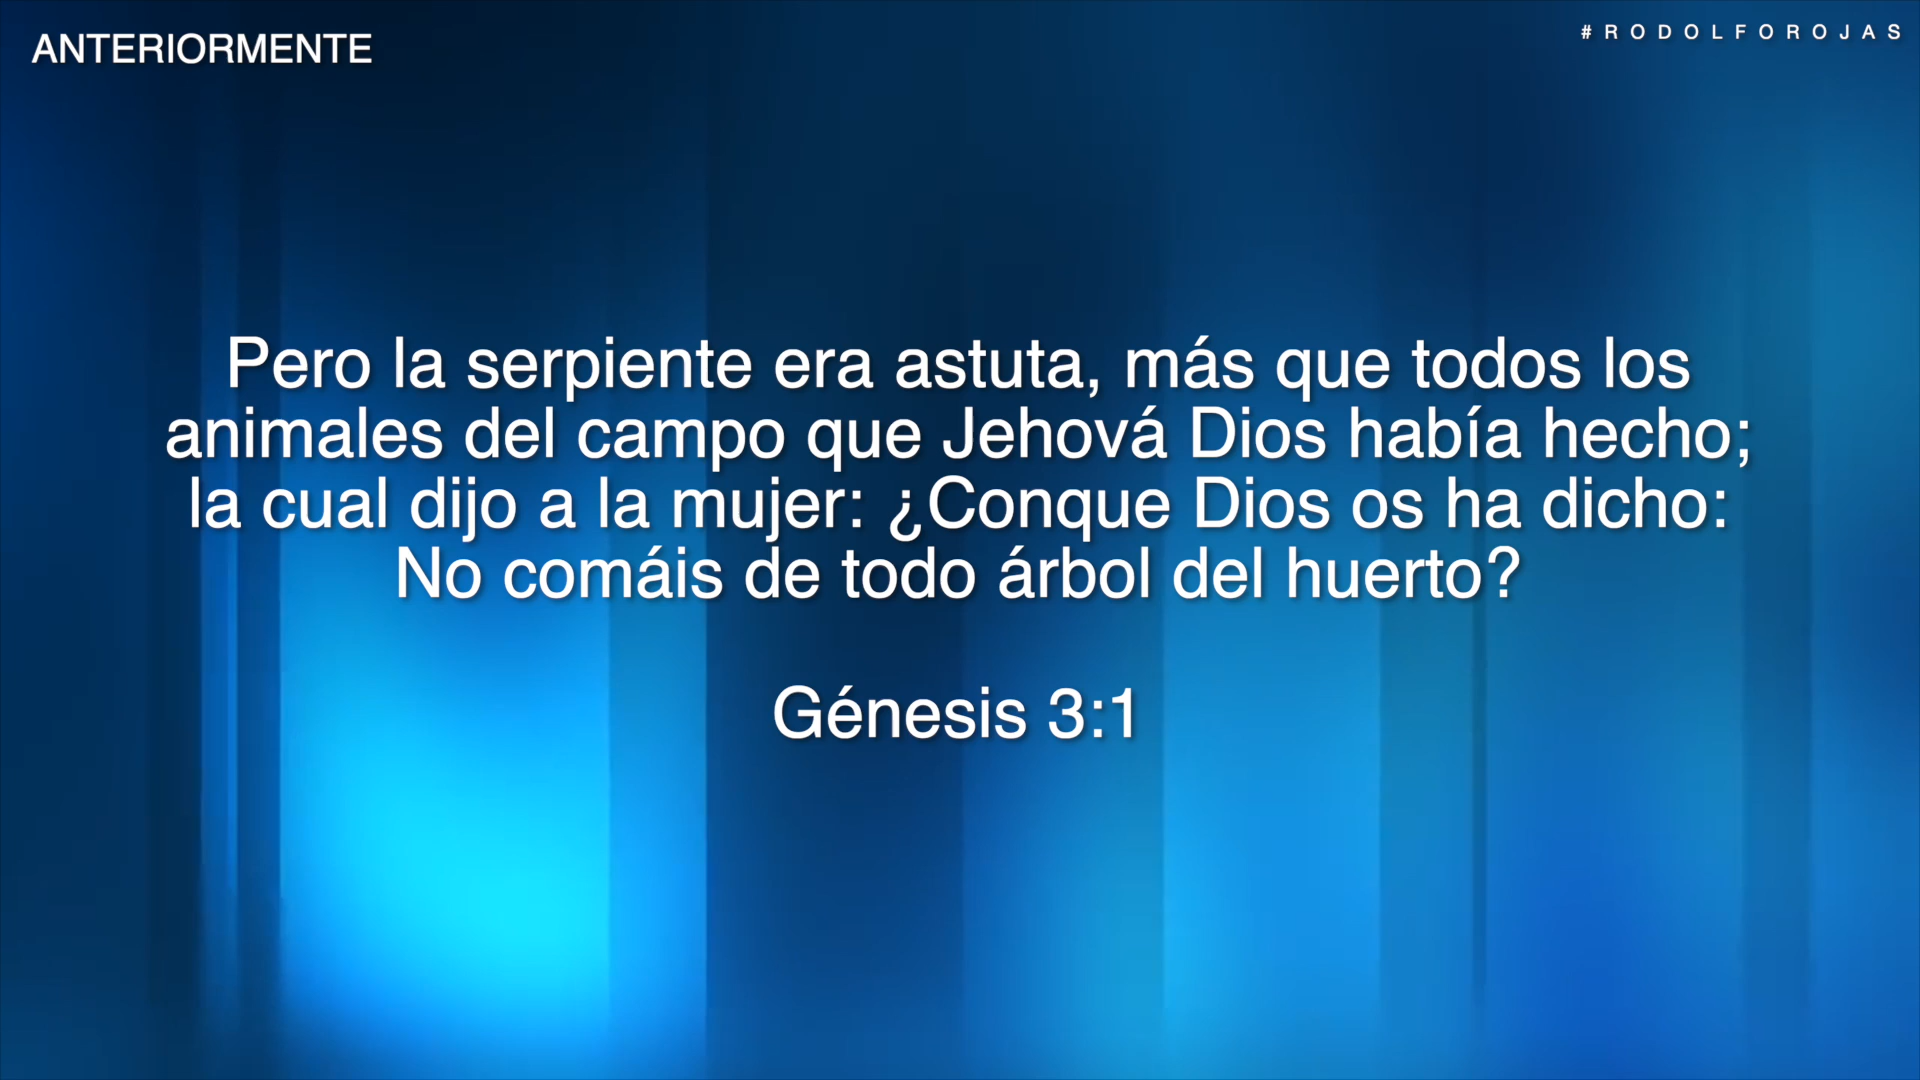 ANTERIORMENTE
#RODOLFOROJAS
Pero la serpiente era astuta, más que todos los
animales del campo que Jehová Dios había hecho;
la cual dijo a la mujer: ¿Conque Dios os ha dicho:
No comáis de todo árbol del huerto?
Génesis 3:1